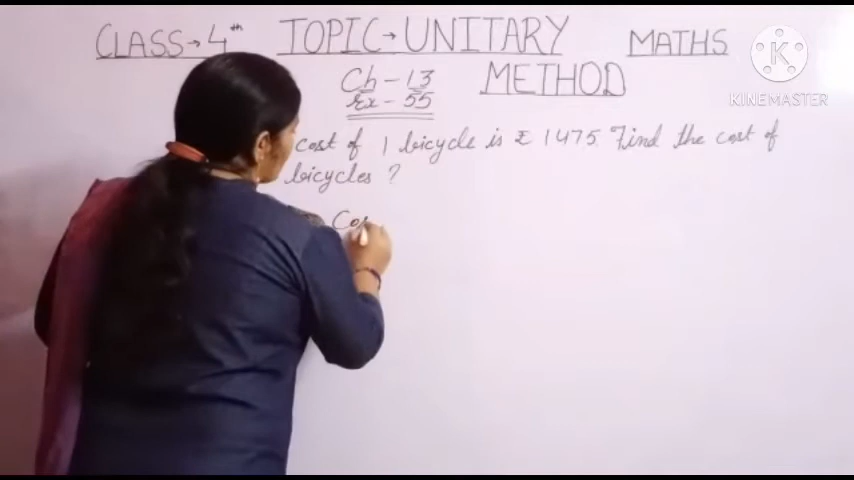 CLASS→4th TOPIC→UNITARY MATHS
Ch-13 METHOD
Ex-55
cost of 1 bicycle is ₹ 1475. Find the cost of
bicycles ?
Cos
KINEMASTER